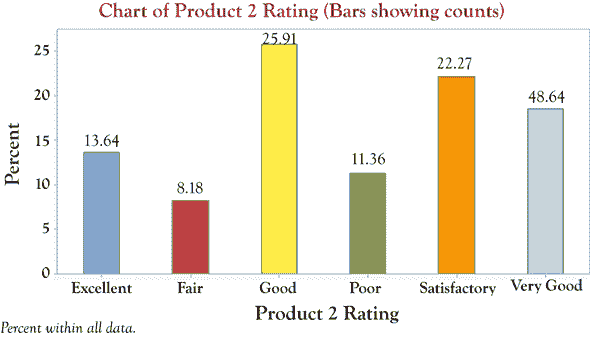 Chart of Product 2 Rating (Bars showing counts)
25
20
15
10
5
0
Percent
13.64
8.18
25.91
11.36
22.27
48.64
Excellent Fair Good Poor Satisfactory Very Good
Product 2 Rating
Percent within all data.